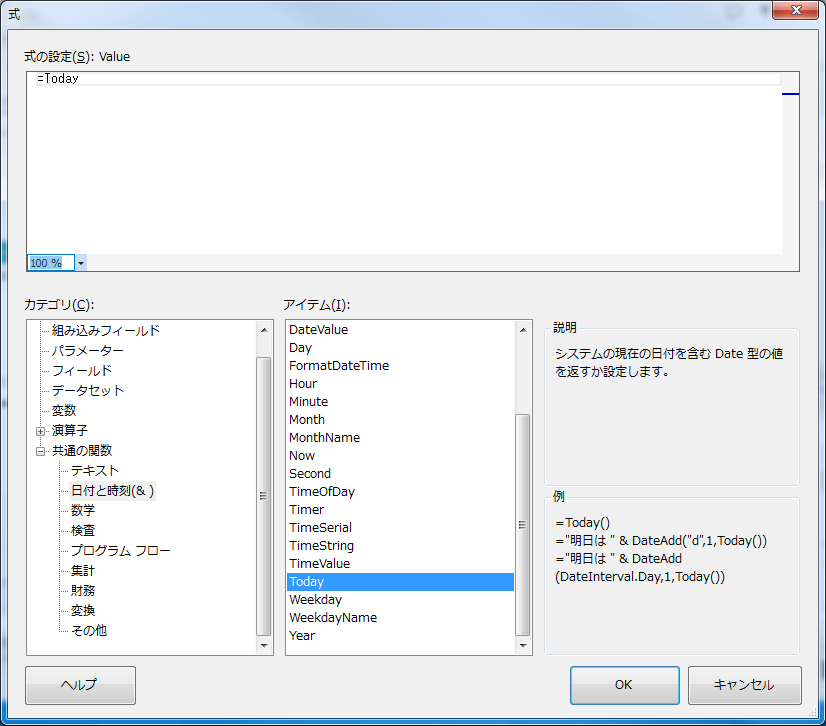 式
式の設定(S): Value
=Today
100 %
カテゴリ(C):
組み込みフィールド
パラメーター
フィールド
データセット
変数
演算子
共通の関数
テキスト
日付と時刻(& )
数学
検査
プログラム フロー
集計
財務
変換
その他
アイテム(I):
DateValue
Day
FormatDateTime
Hour
Minute
Month
MonthName
Now
Second
TimeOfDay
Timer
TimeSerial
TimeString
TimeValue
Today
Weekday
WeekdayName
Year
説明
システムの現在の日付を含む Date 型の値
を返すか設定します。
例
=Today()
="明日は " & DateAdd("d",1,Today())
="明日は " & DateAdd
(DateInterval.Day,1,Today())
ヘルプ
OK
キャンセル